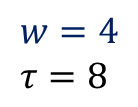 w = 4
τ = 8